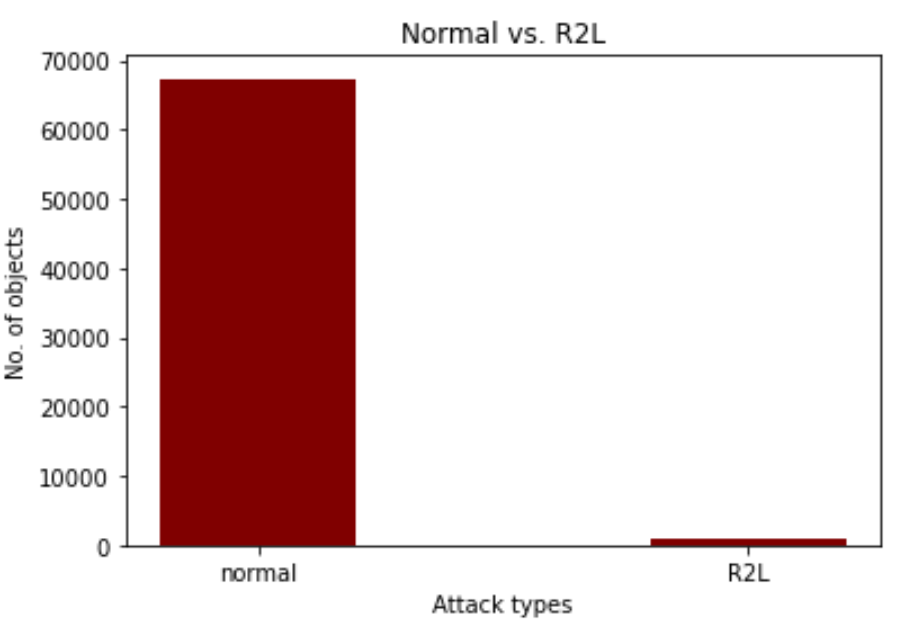 Normal vs. R2L
70000
60000
50000
40000
30000
20000
10000
0
No. of objects
normal
R2L
Attack types